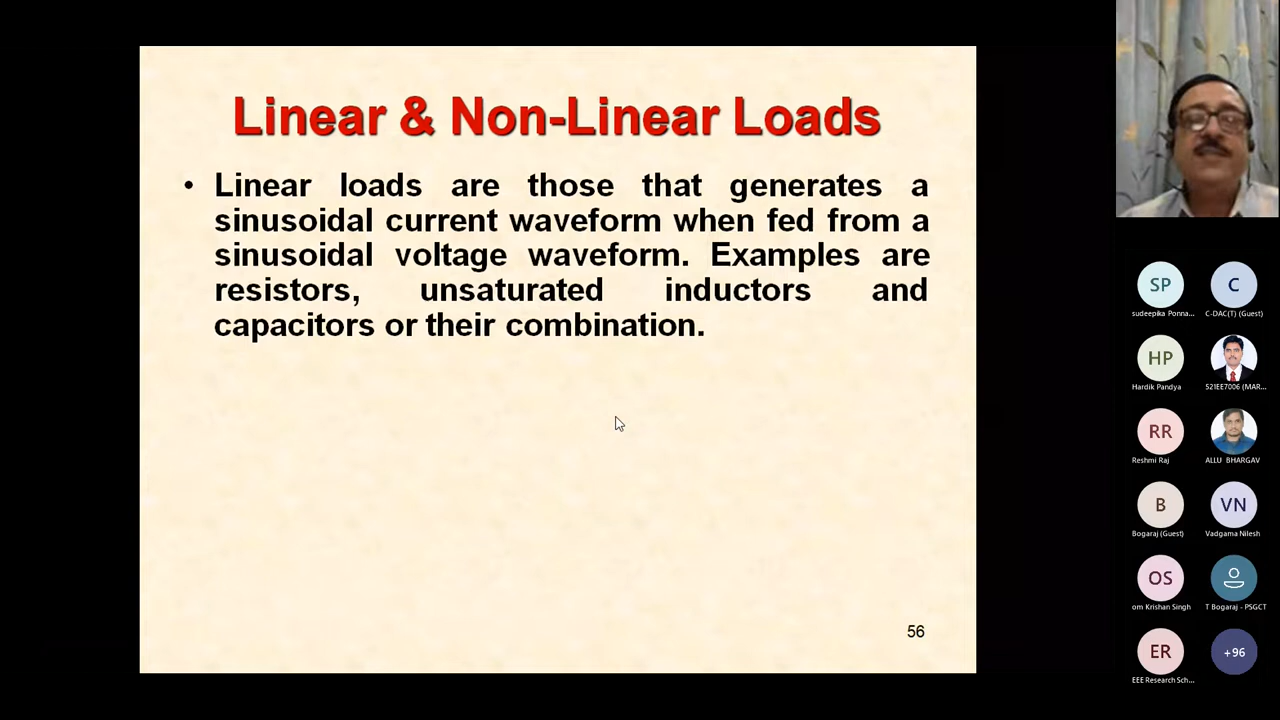 Linear & Non-Linear Loads
• Linear loads are those that generates a
sinusoidal current waveform when fed from a
sinusoidal voltage waveform. Examples are
resistors, unsaturated inductors and
capacitors or their combination.
56
SP
C
sudeepika Ponna...
C-DAC(T) (Guest)
HP
Hardik Pandya
521EE7006 (MAR...
RR
Reshmi Raj
ALLU BHARGAV
B
VN
Bogaraj (Guest)
Vadgama Nilesh
OS
om Krishan Singh
T Bogaraj - PSGCT
ER
+96
EEE Research Sch...